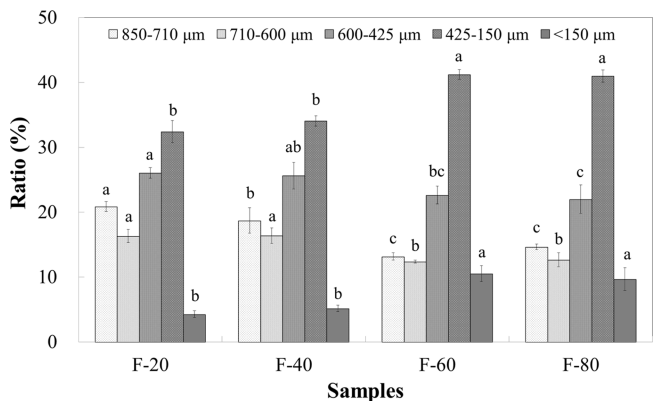 50
850-710 μm 710-600 μm 600-425 μm 425-150 μm <150 μm
40
30
20
10
0
Ratio (%)
a a a b b
b a ab b b
c b bc a a
c b c a a
F-20 F-40 F-60 F-80
Samples